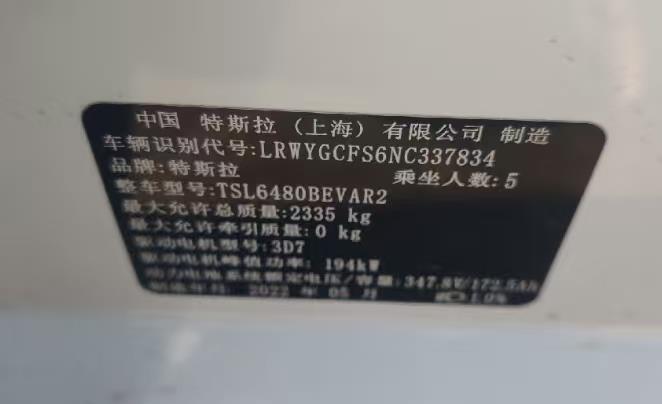 中国 特斯拉（上海）有限公司 制造
车辆识别代号:LRWYGCFS6NC337834
品牌:特斯拉 乘坐人数:5
整车型号:TSL6480BEVAR2
最大允许总质量:2335 kg
最大允许牵引质量:0 kg
驱动电机型号:3D7
驱动电机峰值功率: 194kW
动力电池系统额定电压/容量:347.8V/172.5Ah
制造年月: 2022 年 05 月